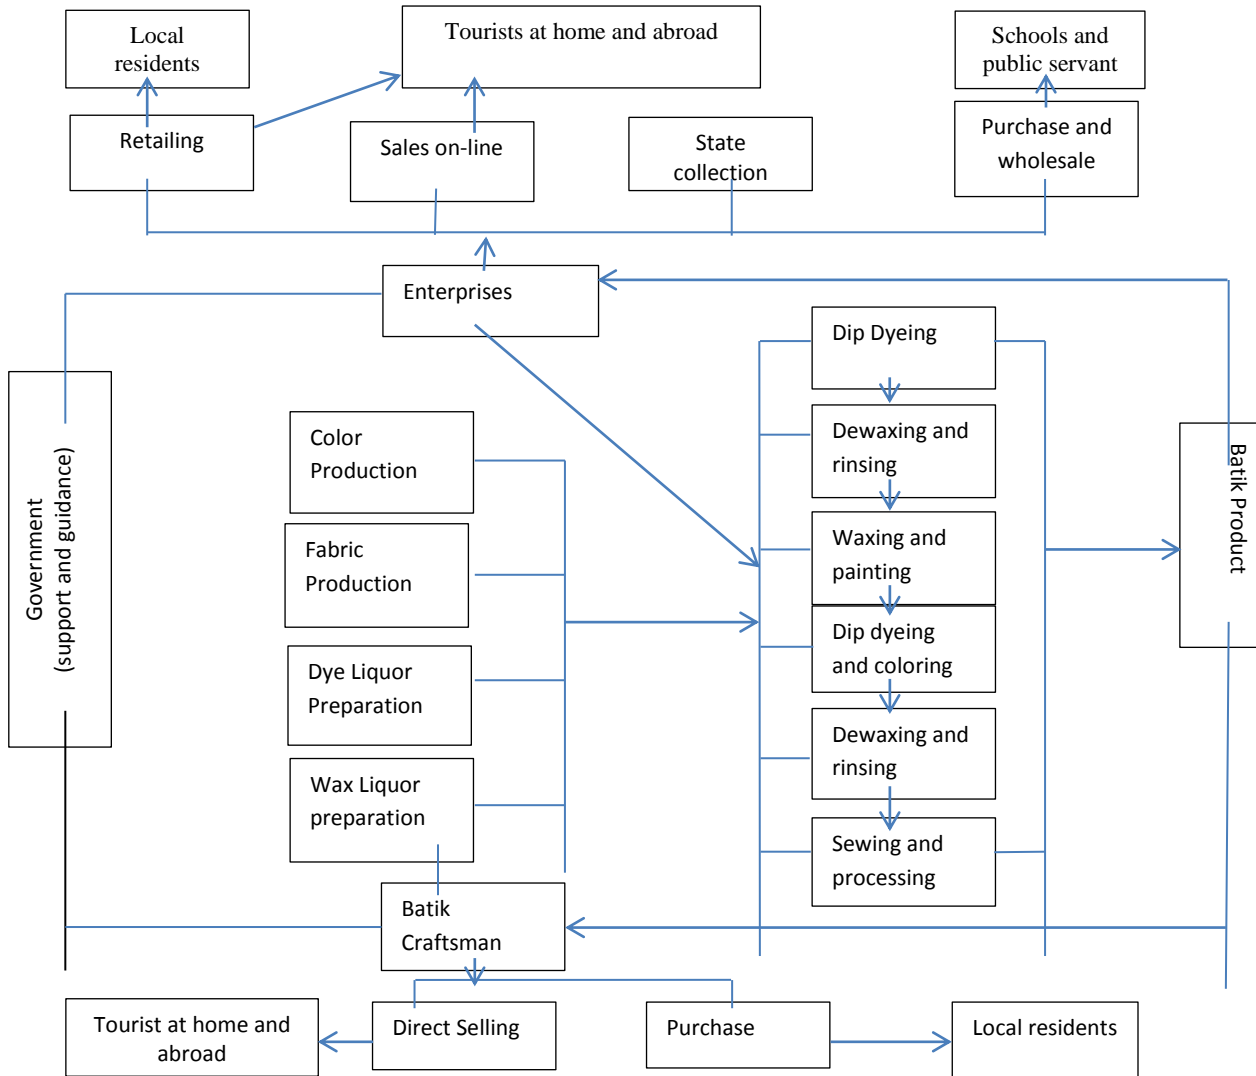 Local
residents
Tourists at home and abroad
Schools and
public servant
Retailing
Sales on-line
State
collection
Purchase and
wholesale
Enterprises
Dip Dyeing
Color
Production
Dewaxing and
rinsing
Government
(support and guidance)
Batik Product
Fabric
Production
Waxing and
painting
Dye Liquor
Preparation
Dip dyeing
and coloring
Dewaxing and
rinsing
Wax Liquor
preparation
Sewing and
processing
Batik
Craftsman
Tourist at home and
abroad
Direct Selling
Purchase
Local residents